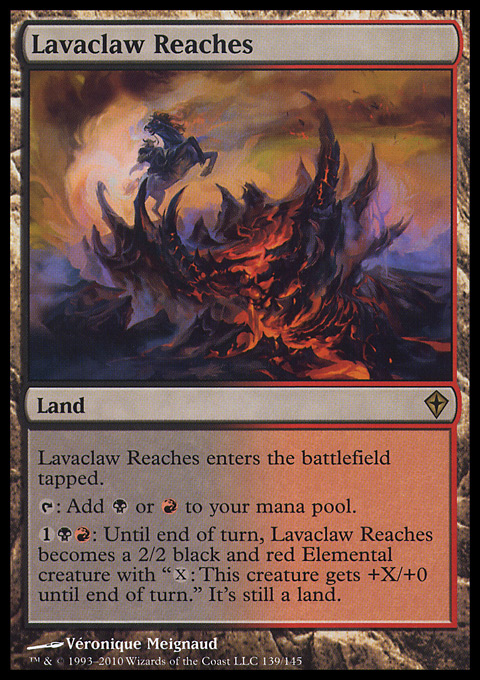 Lavaclaw Reaches
Land
Lavaclaw Reaches enters the battlefield
tapped.
: Add or to your mana pool.
1 : Until end of turn, Lavaclaw Reaches
becomes a 2/2 black and red Elemental
creature with “X: This creature gets +X/+0
until end of turn.” It's still a land.
Véronique Meignaud
™ & © 1993–2010 Wizards of the Coast LLC 139/145